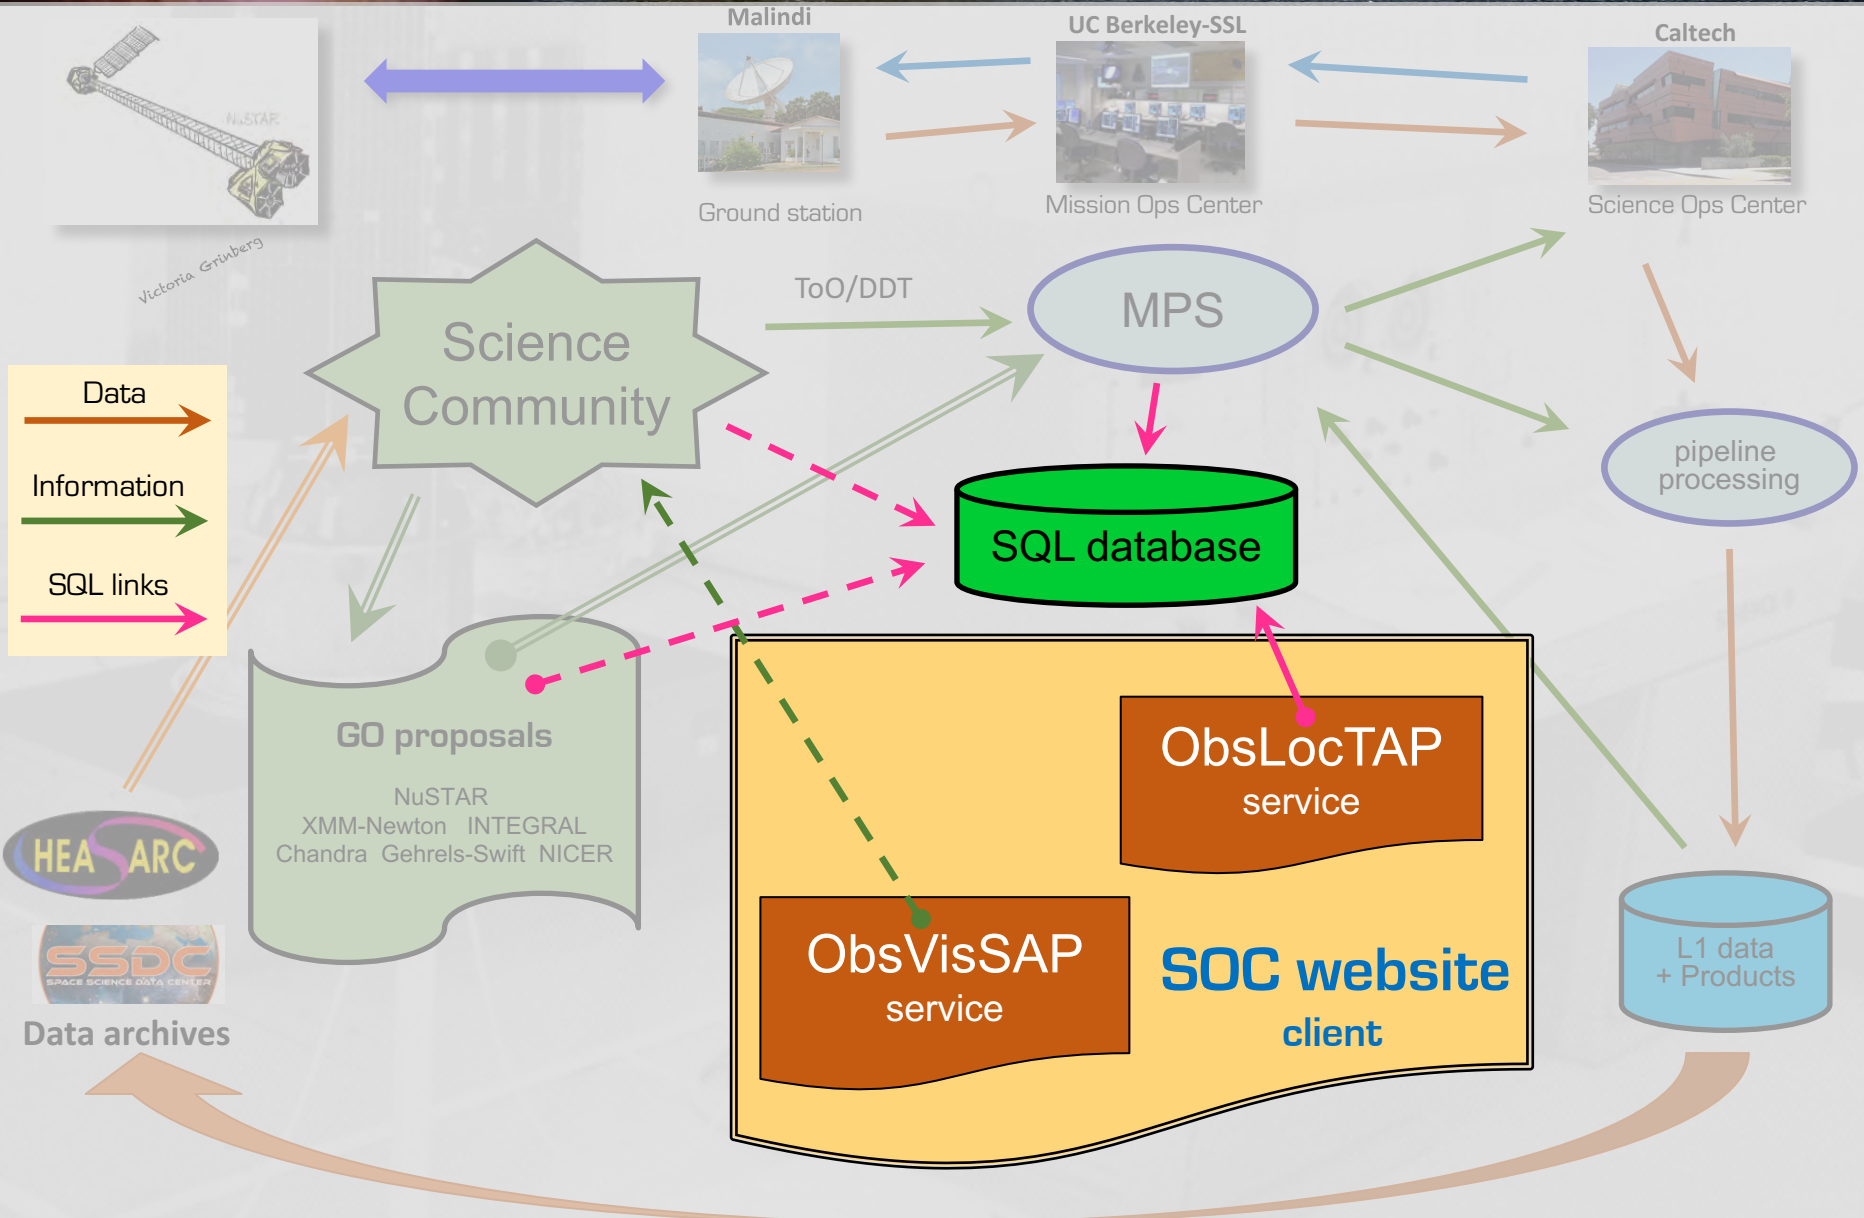 Malindi
UC Berkeley-SSL
Caltech
NuSTAR
Ground station
Mission Ops Center
Science Ops Center
Victoria Grinberg
ToO/DDT
MPS
Science
Community
Data
Information
SQL links
pipeline
processing
SQL database
GO proposals
NuSTAR
XMM-Newton INTEGRAL
Chandra Gehrels-Swift NICER
ObsLocTAP
service
HEASARC
ObsVisSAP
service
SOC website
client
L1 data
+ Products
SSDC
SPACE SCIENCE DATA CENTER
Data archives